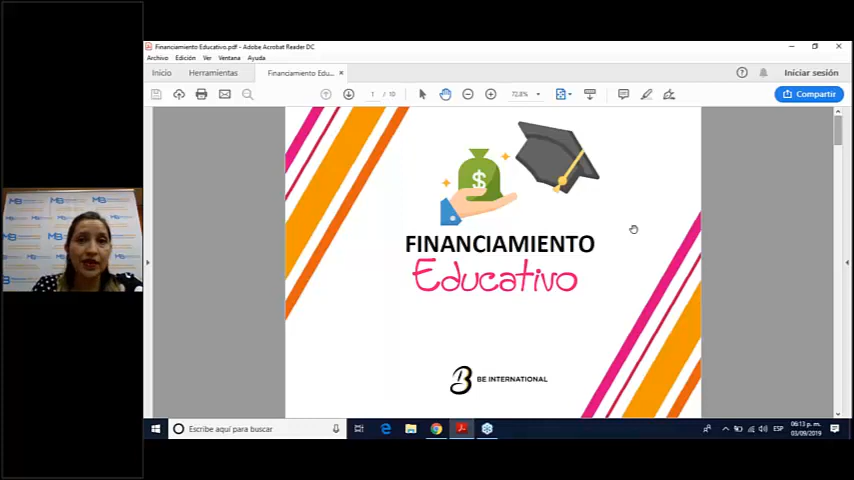 Financiamiento Educativo.pdf - Adobe Acrobat Reader DC
Archivo Edición Ver Ventana Ayuda
Inicio Herramientas Financiamiento Edu... × Iniciar sesión
1 / 10 72,8% Compartir
$
FINANCIAMIENTO
Educativo
B BE INTERNATIONAL
MB
Escribe aquí para buscar
ESP
06:13 p. m.
03/09/2019